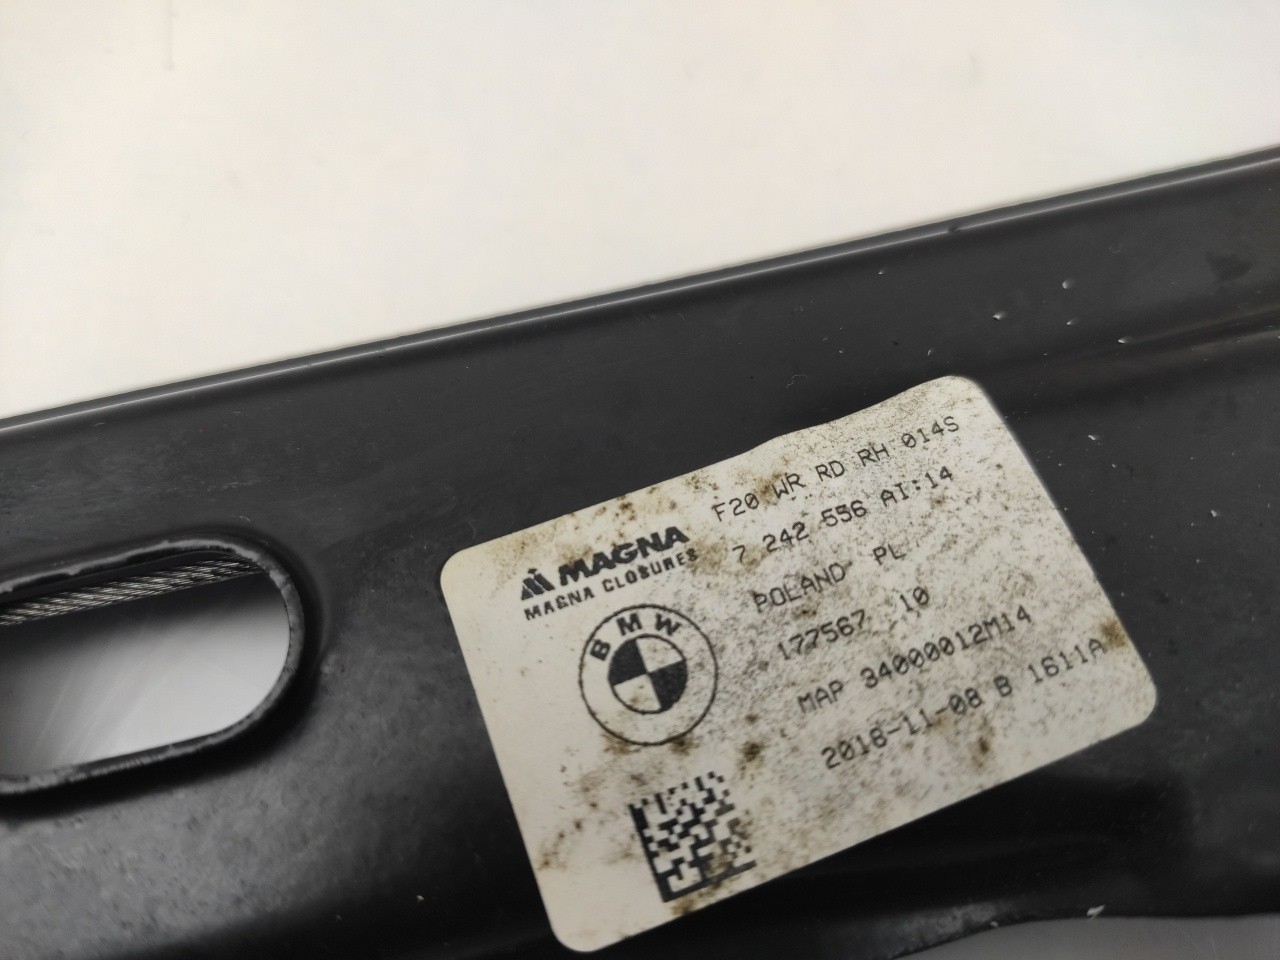 F20 WR RD RH 014S
MAGNA
MAGNA CLOSURES
7 242 556 AI:14
POLAND PL
BMW
177567 10
MAP 34000012M14
2016-11-08 B 1611A